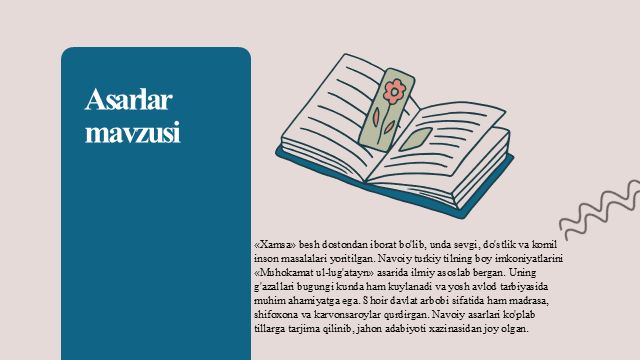 Asarlar
mavzusi
«Xamsa» besh dostondan iborat bo'lib, unda sevgi, do'stlik va komil
inson masalalari yoritilgan. Navoiy turkiy tilning boy imkoniyatlarini
«Muhokamat ul-lug'atayn» asarida ilmiy asoslab bergan. Uning
g'azallari bugungi kunda ham kuylanadi va yosh avlod tarbiyasida
muhim ahamiyatga ega. Shoir davlat arbobi sifatida ham madrasa,
shifoxona va karvonsaroylar qurdirgan. Navoiy asarlari ko'plab
tillarga tarjima qilinib, jahon adabiyoti xazinasidan joy olgan.